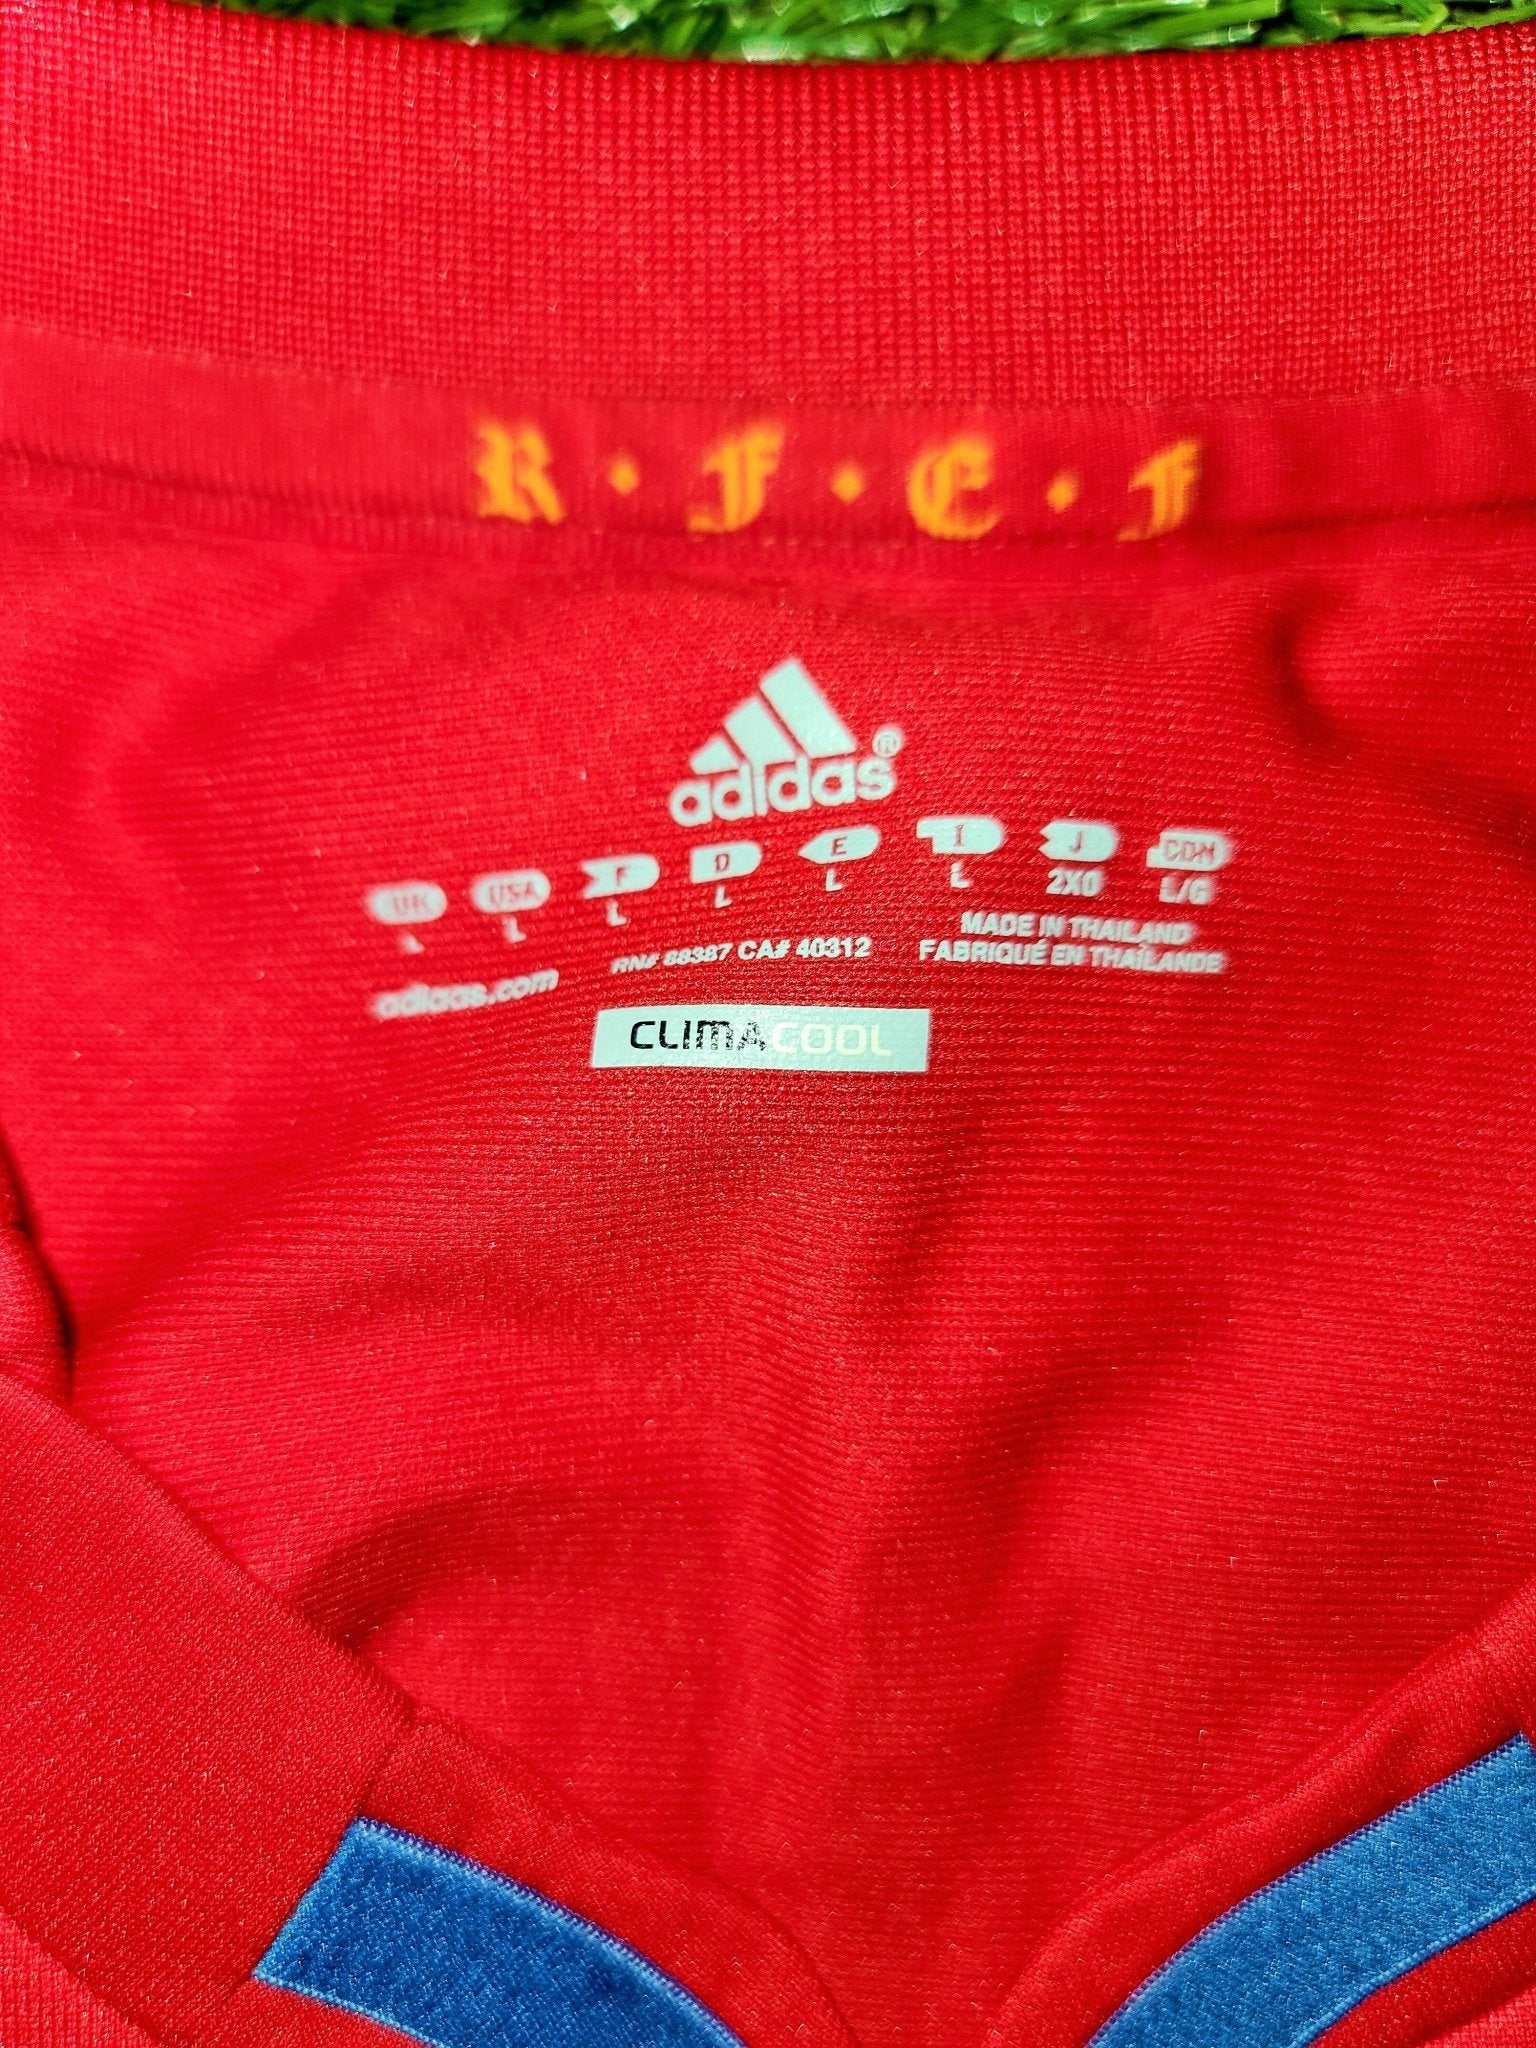 R · F · E · F
adidas®
UK USA F D E I J CDN
L L L L L L 2XO L/G
adidas.com RN# 88387 CA# 40312 MADE IN THAILAND
FABRIQUÉ EN THAÏLANDE
CLIMACOOL